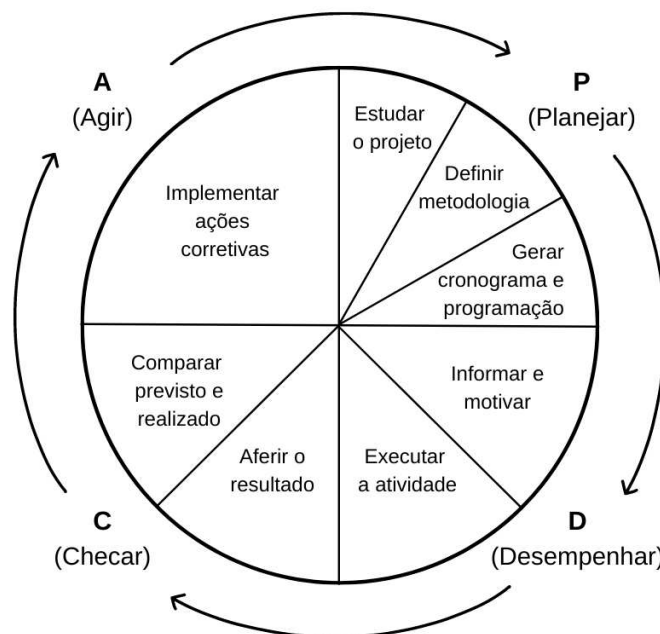 A
(Agir)
P
(Planejar)
Estudar
o projeto
Definir
metodologia
Gerar
cronograma e
programação
Implementar
ações
corretivas
Comparar
previsto e
realizado
Aferir o
resultado
Executar
a atividade
Informar e
motivar
C
(Checar)
D
(Desempenhar)